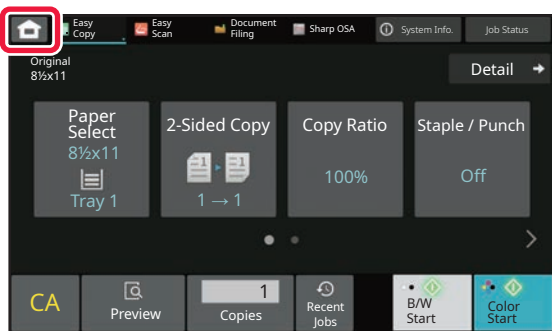 Easy
Copy
Easy
Scan
Document
Filing
Sharp OSA
System Info.
Job Status
Original
8½x11
Detail
Paper
Select
8½x11
Tray 1
2-Sided Copy
1 1
1 → 1
Copy Ratio
100%
Staple / Punch
Off
CA
Preview
1
Copies
Recent
Jobs
B/W
Start
Color
Start